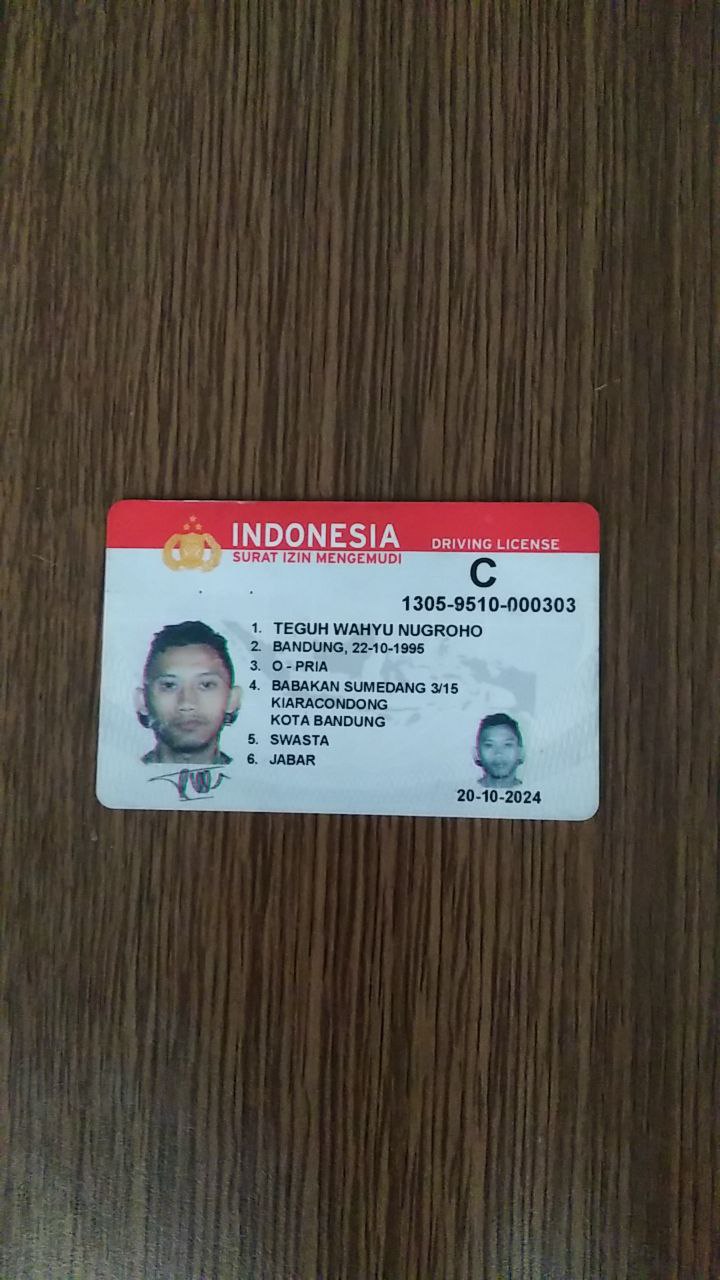 INDONESIA
SURAT IZIN MENGEMUDI
DRIVING LICENSE
C
1305-9510-000303
1. TEGUH WAHYU NUGROHO
2. BANDUNG, 22-10-1995
3. O - PRIA
4. BABAKAN SUMEDANG 3/15
KIARACONDONG
KOTA BANDUNG
5. SWASTA
6. JABAR
20-10-2024